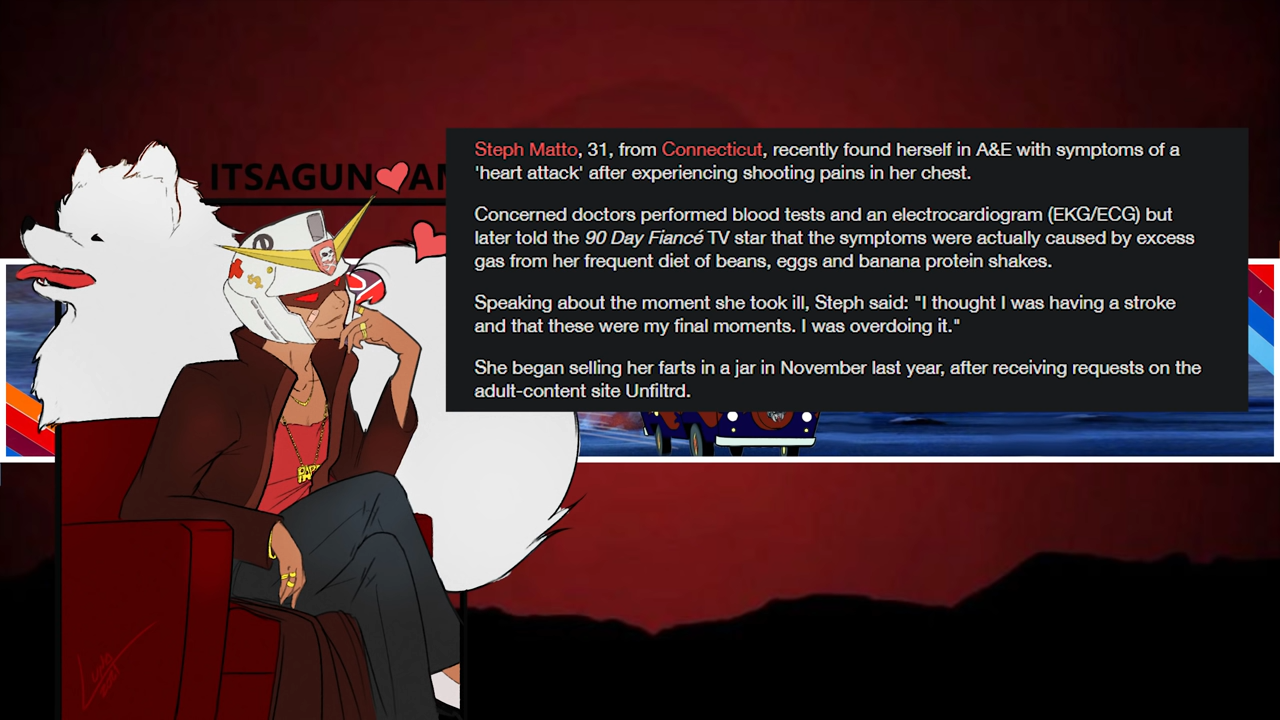 ITSAGUN❤AN
Steph Matto, 31, from Connecticut, recently found herself in A&E with symptoms of a
'heart attack' after experiencing shooting pains in her chest.
Concerned doctors performed blood tests and an electrocardiogram (EKG/ECG) but
later told the 90 Day Fiancé TV star that the symptoms were actually caused by excess
gas from her frequent diet of beans, eggs and banana protein shakes.
Speaking about the moment she took ill, Steph said: "I thought I was having a stroke
and that these were my final moments. I was overdoing it."
She began selling her farts in a jar in November last year, after receiving requests on the
adult-content site Unfiltrd.